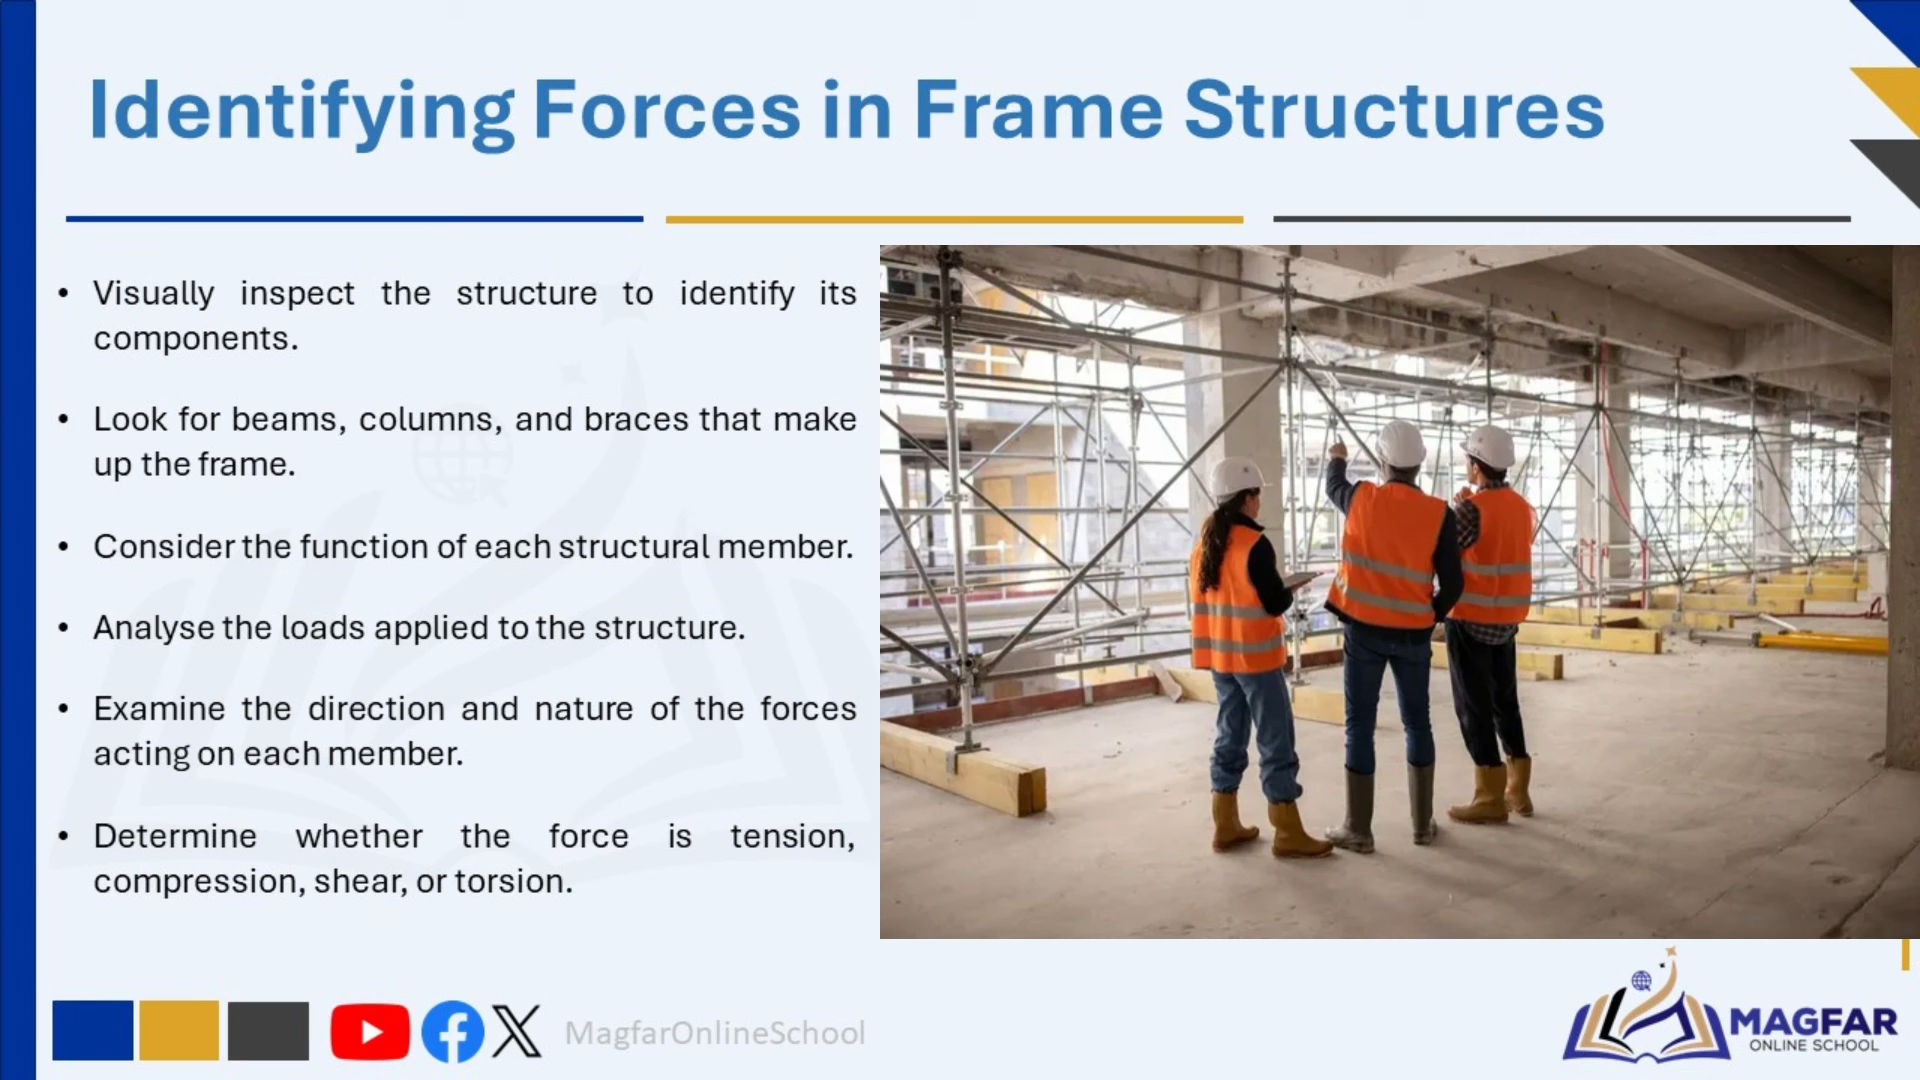 Identifying Forces in Frame Structures
• Visually inspect the structure to identify its
components.
• Look for beams, columns, and braces that make
up the frame.
• Consider the function of each structural member.
• Analyse the loads applied to the structure.
• Examine the direction and nature of the forces
acting on each member.
• Determine whether the force is tension,
compression, shear, or torsion.
MagfarOnlineSchool
MAGFAR
ONLINE SCHOOL